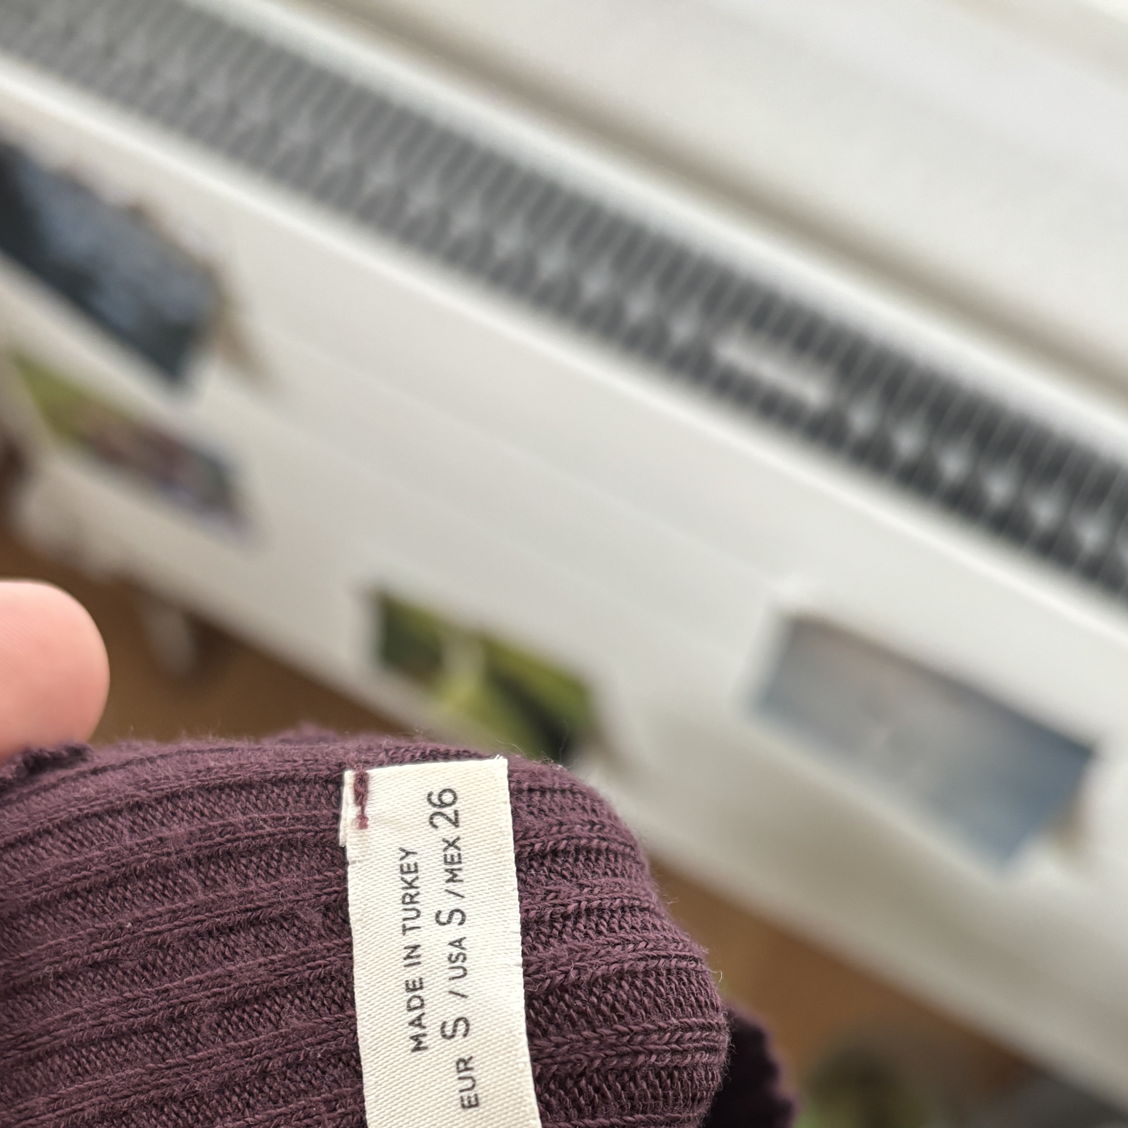 MADE IN TURKEY
EUR S / USA S / MEX 26